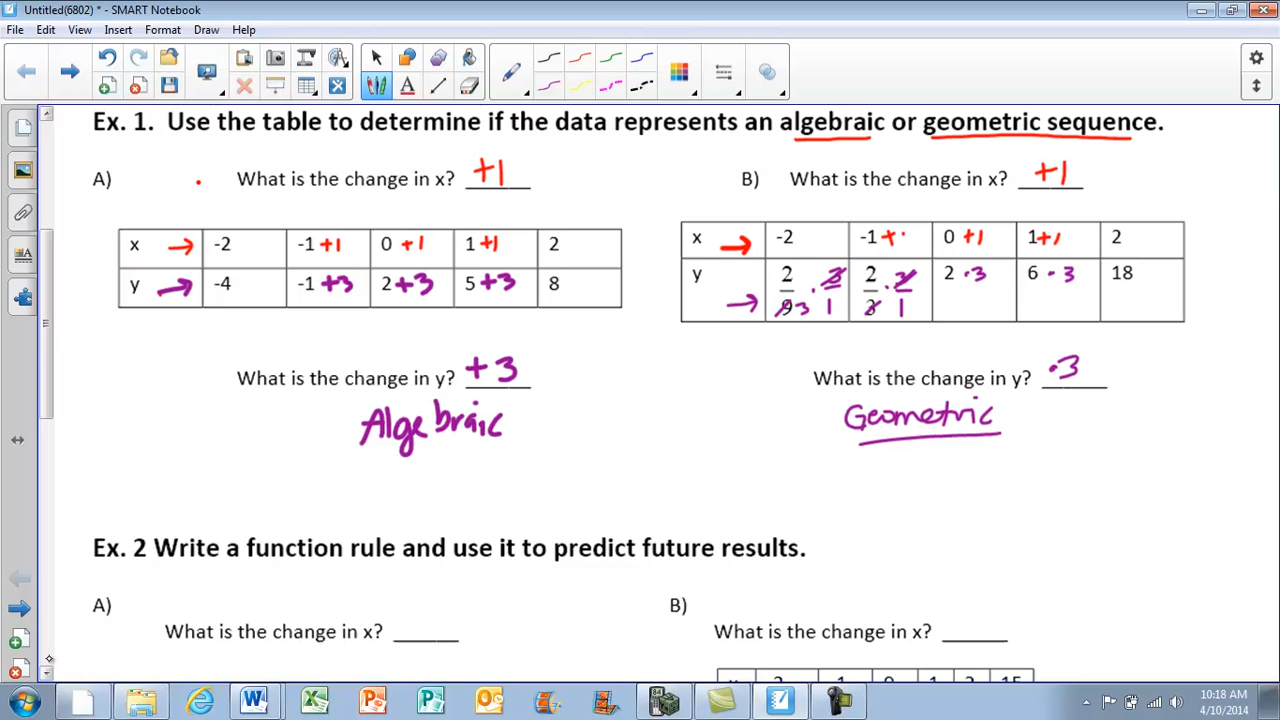 Untitled(6802) * - SMART Notebook
File Edit View Insert Format Draw Help
Ex. 1. Use the table to determine if the data represents an algebraic or geometric sequence.
A) What is the change in x? +1
x → -2 -1 +1 0 +1 1 +1 2
y → -4 -1 +3 2 +3 5 +3 8
What is the change in y? +3
Algebraic
B) What is the change in x? +1
x → -2 -1 + 0 +1 1 +1 2
y → 2/9 · 3/1 2/3 · 3/1 2 ·3 6 ·3 18
3 1
What is the change in y? ·3
Geometric
Ex. 2 Write a function rule and use it to predict future results.
A)
What is the change in x? ______
B)
What is the change in x? ______
10:18 AM
4/10/2014